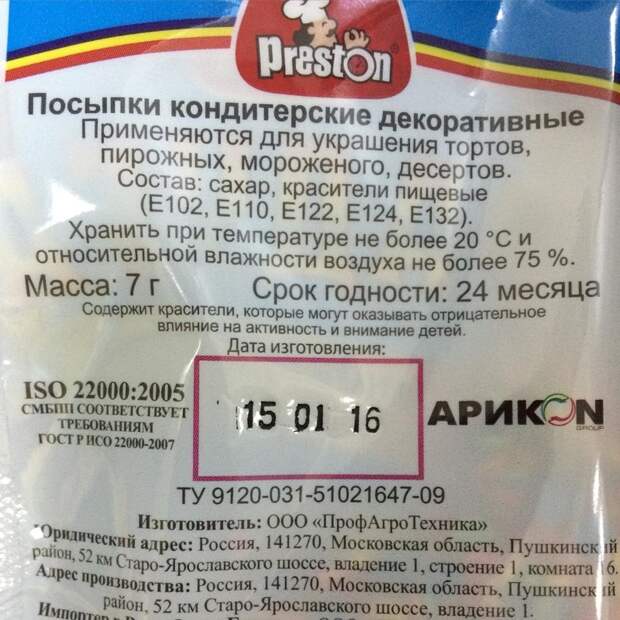 Preston
Посыпки кондитерские декоративные
Применяются для украшения тортов,
пирожных, мороженого, десертов.
Состав: сахар, красители пищевые
(Е102, Е110, Е122, Е124, Е132).
Хранить при температуре не более 20 °С и
относительной влажности воздуха не более 75 %.
Масса: 7 г Срок годности: 24 месяца
Содержит красители, которые могут оказывать отрицательное
влияние на активность и внимание детей.
Дата изготовления:
ISO 22000:2005
СМБПП СООТВЕТСТВУЕТ
ТРЕБОВАНИЯМ
ГОСТ Р ИСО 22000-2007
15 01 16
АРИКОN
GROUP
ТУ 9120-031-51021647-09
Изготовитель: ООО «ПрофАгроТехника»
Юридический адрес: Россия, 141270, Московская область, Пушкинский
район, 52 км Старо-Ярославского шоссе, владение 1, строение 1, комната 16.
Адрес производства: Россия, 141270, Московская область, Пушкинский
район, 52 км Старо-Ярославского шоссе, владение 1.
Импортер в